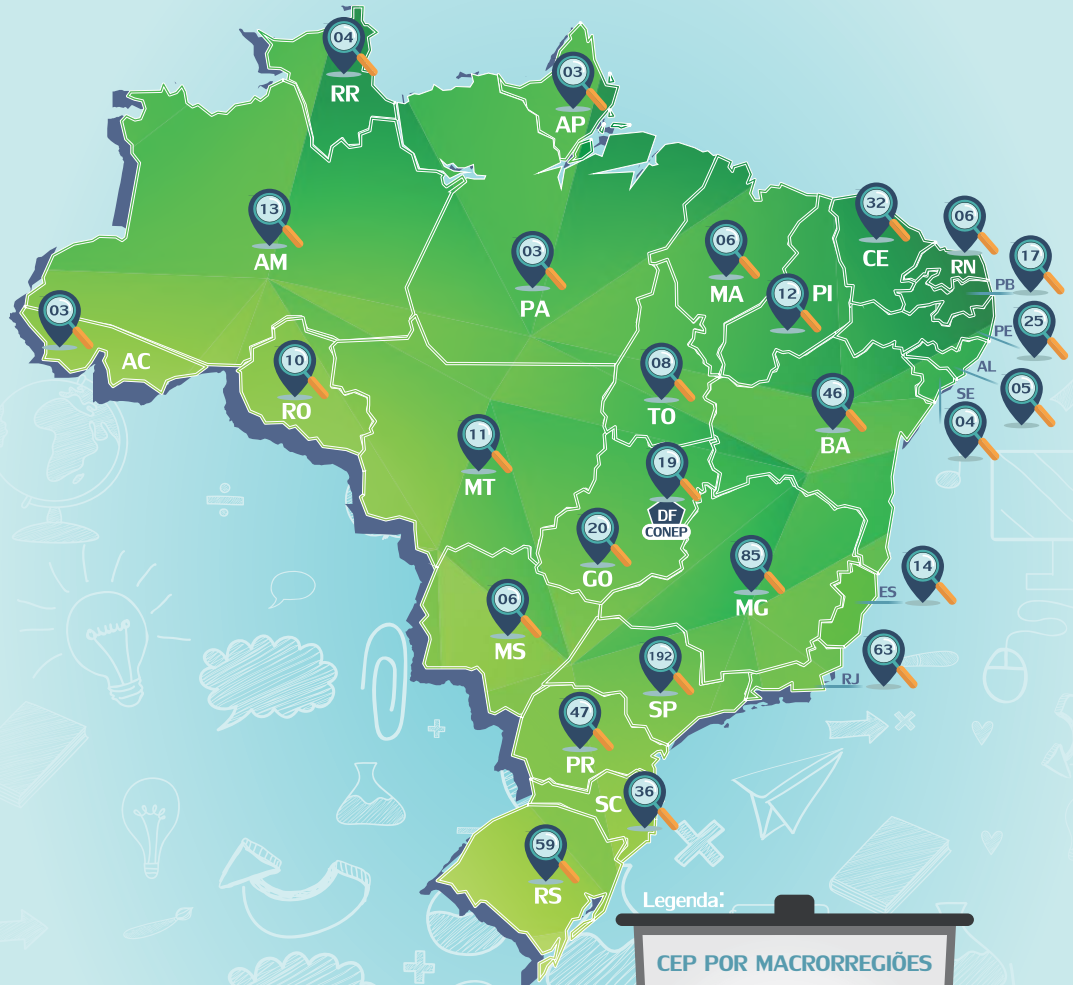 04
RR
03
AP
13
AM
03
PA
06
MA
12
PI
32
CE
06
RN
17
PB
25
PE
05
AL
04
SE
03
AC
10
RO
08
TO
46
BA
11
MT
19
DF
CONEP
20
GO
85
MG
14
ES
06
MS
192
SP
63
RJ
47
PR
36
SC
59
RS
Legenda:
CEP POR MACRORREGIÕES